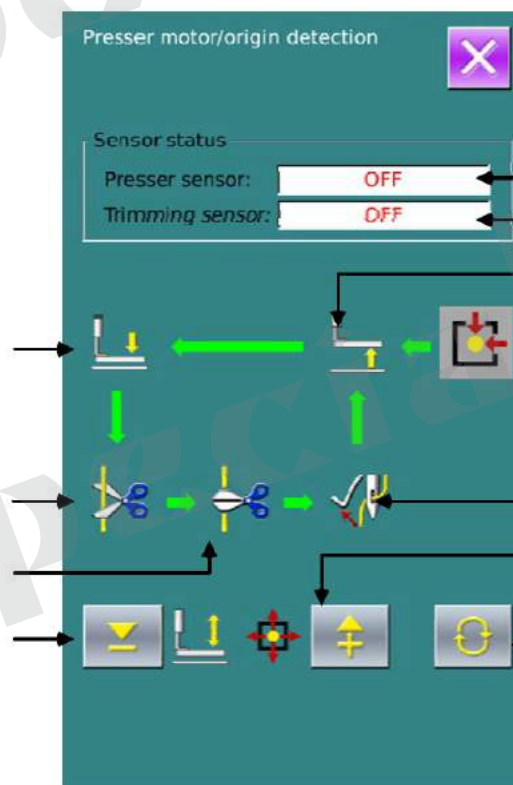 Presser motor/origin detection
Sensor status
Presser sensor: OFF
Trimming sensor: OFF